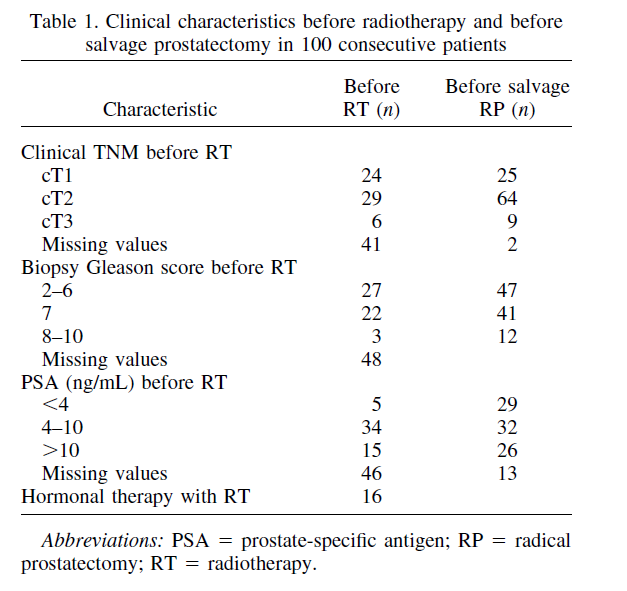 Table 1. Clinical characteristics before radiotherapy and before
salvage prostatectomy in 100 consecutive patients
Characteristic Before RT (n) Before salvage RP (n)
Clinical TNM before RT
cT1 24 25
cT2 29 64
cT3 6 9
Missing values 41 2
Biopsy Gleason score before RT
2–6 27 47
7 22 41
8–10 3 12
Missing values 48
PSA (ng/mL) before RT
<4 5 29
4–10 34 32
>10 15 26
Missing values 46 13
Hormonal therapy with RT 16
Abbreviations: PSA = prostate-specific antigen; RP = radical
prostatectomy; RT = radiotherapy.